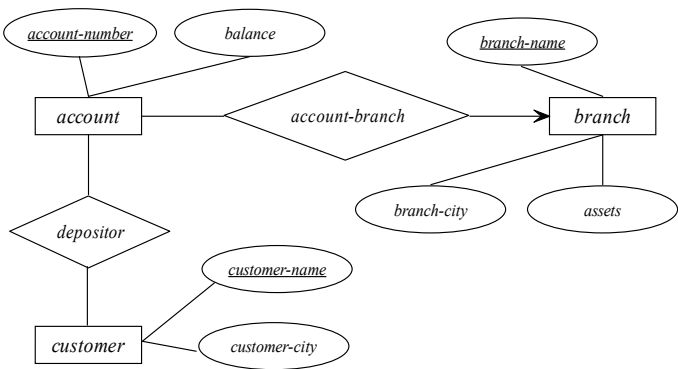 account-number
balance
branch-name
account
account-branch
branch
branch-city
assets
depositor
customer-name
customer
customer-city